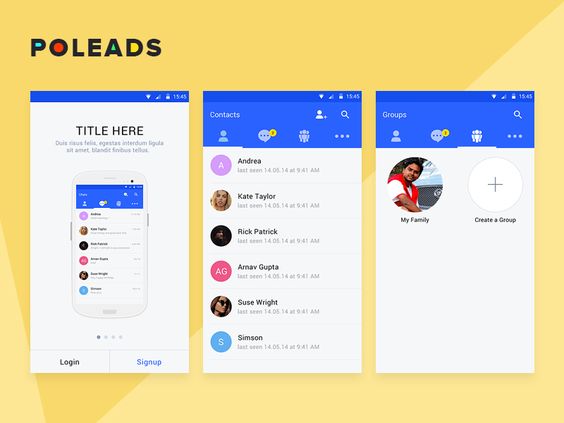 POLEADS
15:45
TITLE HERE
Duis risus felis, egestas interdum ligula
sit amet, blandit finibus tellus.
Andrea
Kate Taylor
Rick Patrick
Arnav Gupta
AG
Suse Wright
Simson
S
Login
Signup
15:45
Contacts
A
Andrea
last seen 14.05.14 at 9:41 AM
Kate Taylor
last seen 14.05.14 at 9:41 AM
Rick Patrick
last seen 14.05.14 at 9:41 AM
AG
Arnav Gupta
last seen 14.05.14 at 9:41 AM
Suse Wright
last seen 14.05.14 at 9:41 AM
S
Simson
last seen 14.05.14 at 9:41 AM
15:45
Groups
My Family
Create a Group